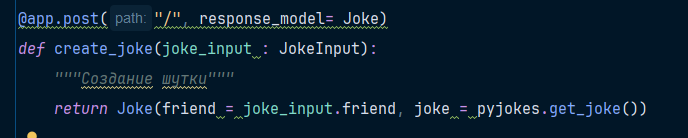 @app.post( path: "/", response_model= Joke)
def create_joke(joke_input : JokeInput):
    """Создание шутки"""
    return Joke(friend = joke_input.friend, joke = pyjokes.get_joke())